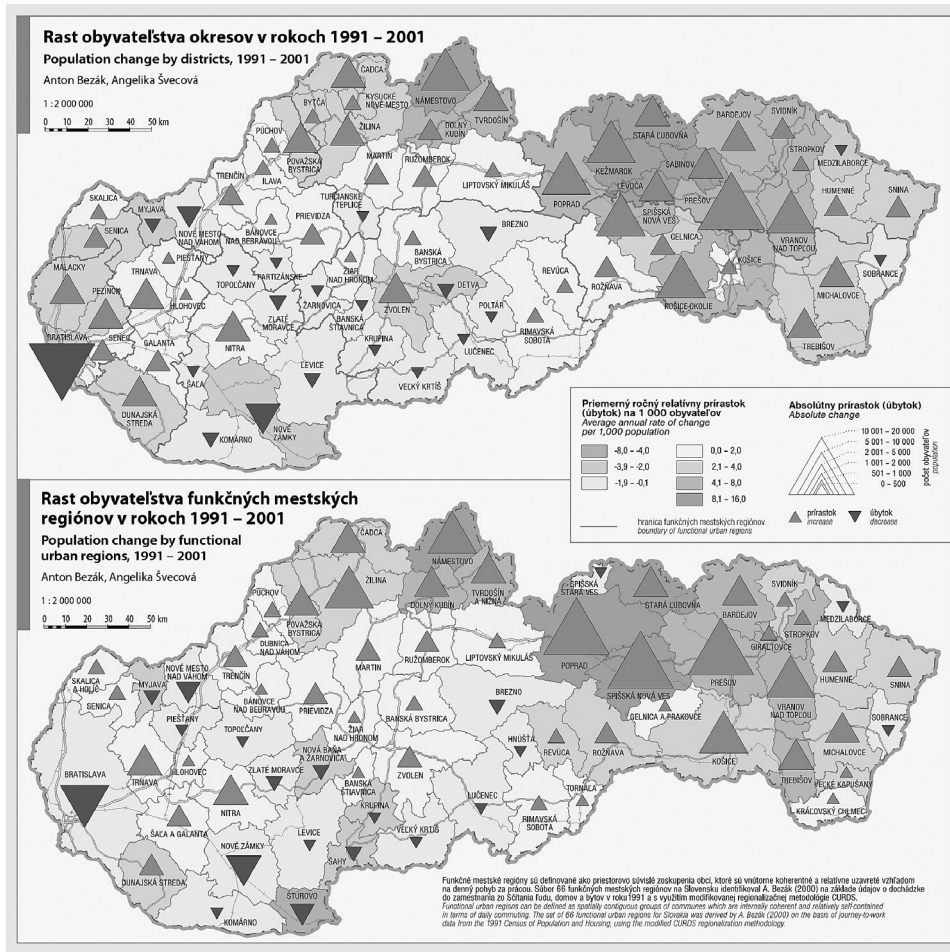 Rast obyvateľstva okresov v rokoch 1991 – 2001
Population change by districts, 1991 – 2001
Anton Bezák, Angelika Švecová
1 : 2 000 000
0 10 20 30 40 50 km
ČADCA
BYTČA
KYSUCKÉ
NOVÉ MESTO
NÁMESTOVO
TVRDOŠÍN
DOLNÝ
KUBÍN
ŽILINA
PÚCHOV
POVAŽSKÁ
BYSTRICA
MARTIN
RUŽOMBEROK
LIPTOVSKÝ MIKULÁŠ
TRENČÍN
ILAVA
TURČIANSKE
TEPLICE
PRIEVIDZA
STARÁ ĽUBOVŇA
BARDEJOV
SVIDNÍK
STROPKOV
MEDZILABORCE
KEŽMAROK
SABINOV
LEVOČA
POPRAD
PREŠOV
HUMENNÉ
SNINA
SPIŠSKÁ
NOVÁ VES
GELNICA
VRANOV
NAD TOPĽOU
KOŠICE
SOBRANCE
MICHALOVCE
KOŠICE-OKOLIE
TREBIŠOV
SKALICA
MYJAVA
SENICA
NOVÉ MESTO
NAD VÁHOM
PIEŠŤANY
BÁNOVCE
NAD BEBRAVOU
MALACKY
TRNAVA
PEZINOK
HLOHOVEC
TOPOĽČANY
PARTIZÁNSKE
ŽIAR
NAD HRONOM
BANSKÁ
BYSTRICA
BREZNO
REVÚCA
ROŽŇAVA
ŽARNOVICA
ZLATÉ
MORAVCE
BANSKÁ
ŠTIAVNICA
ZVOLEN
DETVA
POLTÁR
RIMAVSKÁ
SOBOTA
LUČENEC
KRUPINA
VEĽKÝ KRTÍŠ
BRATISLAVA
SENEC
GALANTA
NITRA
LEVICE
ŠAĽA
DUNAJSKÁ
STREDA
KOMÁRNO
NOVÉ
ZÁMKY
Priemerný ročný relatívny prírastok
(úbytok) na 1 000 obyvateľov
Average annual rate of change
per 1,000 population
-8,0 – -4,0
-3,9 – -2,0
-1,9 – -0,1
0,0 – 2,0
2,1 – 4,0
4,1 – 8,0
8,1 – 16,0
hranica funkčných mestských regiónov
boundary of functional urban regions
Absolútny prírastok (úbytok)
Absolute change
10 001 – 20 000
5 001 – 10 000
2 001 – 5 000
1 001 – 2 000
501 – 1 000
0 – 500
počet obyvateľov
population
prírastok
increase
úbytok
decrease
Rast obyvateľstva funkčných mestských
regiónov v rokoch 1991 – 2001
Population change by functional
urban regions, 1991 – 2001
Anton Bezák, Angelika Švecová
1 : 2 000 000
0 10 20 30 40 50 km
ČADCA
NÁMESTOVO
ŽILINA
TVRDOŠÍN
A NIŽNÁ
DOLNÝ KUBÍN
PÚCHOV
POVAŽSKÁ
BYSTRICA
DUBNICA
NAD VÁHOM
MARTIN
RUŽOMBEROK
LIPTOVSKÝ MIKULÁŠ
SPIŠSKÁ
STARÁ VES
STARÁ ĽUBOVŇA
BARDEJOV
SVIDNÍK
STROPKOV
GIRALTOVCE
MEDZILABORCE
POPRAD
PREŠOV
HUMENNÉ
SNINA
SPIŠSKÁ NOVÁ VES
VRANOV
NAD TOPĽOU
GELNICA A PRAKOVCE
SOBRANCE
MICHALOVCE
KOŠICE
TREBIŠOV
VEĽKÉ KAPUŠANY
KRÁĽOVSKÝ CHLMEC
SKALICA
A HOLÍČ
MYJAVA
SENICA
NOVÉ MESTO
NAD VÁHOM
TRENČÍN
BÁNOVCE
NAD BEBRAVOU
PRIEVIDZA
PIEŠŤANY
TOPOĽČANY
ŽIAR
NAD HRONOM
BANSKÁ BYSTRICA
BREZNO
HNÚŠŤA
REVÚCA
ROŽŇAVA
NOVÁ BAŇA
A ŽARNOVICA
ZLATÉ MORAVCE
BANSKÁ
ŠTIAVNICA
ZVOLEN
BRATISLAVA
TRNAVA
HLOHOVEC
NITRA
LEVICE
KRUPINA
LUČENEC
TORNAĽA
RIMAVSKÁ
SOBOTA
VEĽKÝ KRTÍŠ
ŠAHY
ŠAĽA A GALANTA
NOVÉ ZÁMKY
DUNAJSKÁ STREDA
KOMÁRNO
ŠTÚROVO
Funkčné mestské regióny sú definované ako priestorovo súvislé zoskupenia obcí, ktoré sú vnútorne koherentné a relatívne uzavreté vzhľadom
na denný pohyb za prácou. Súbor 66 funkčných mestských regiónov na Slovensku identifikoval A. Bezák (2000) na základe údajov o dochádzke
do zamestnania zo Sčítania ľudu, domov a bytov v roku 1991 a s využitím modifikovanej regionalizačnej metodológie CURDS.
Functional urban regions can be defined as spatially contiguous groups of communes which are internally coherent and relatively self-contained
in terms of daily commuting. The set of 66 functional urban regions for Slovakia was derived by A. Bezák (2000) on the basis of journey-to-work
data from the 1991 Census of Population and Housing, using the modified CURDS regionalization methodology.